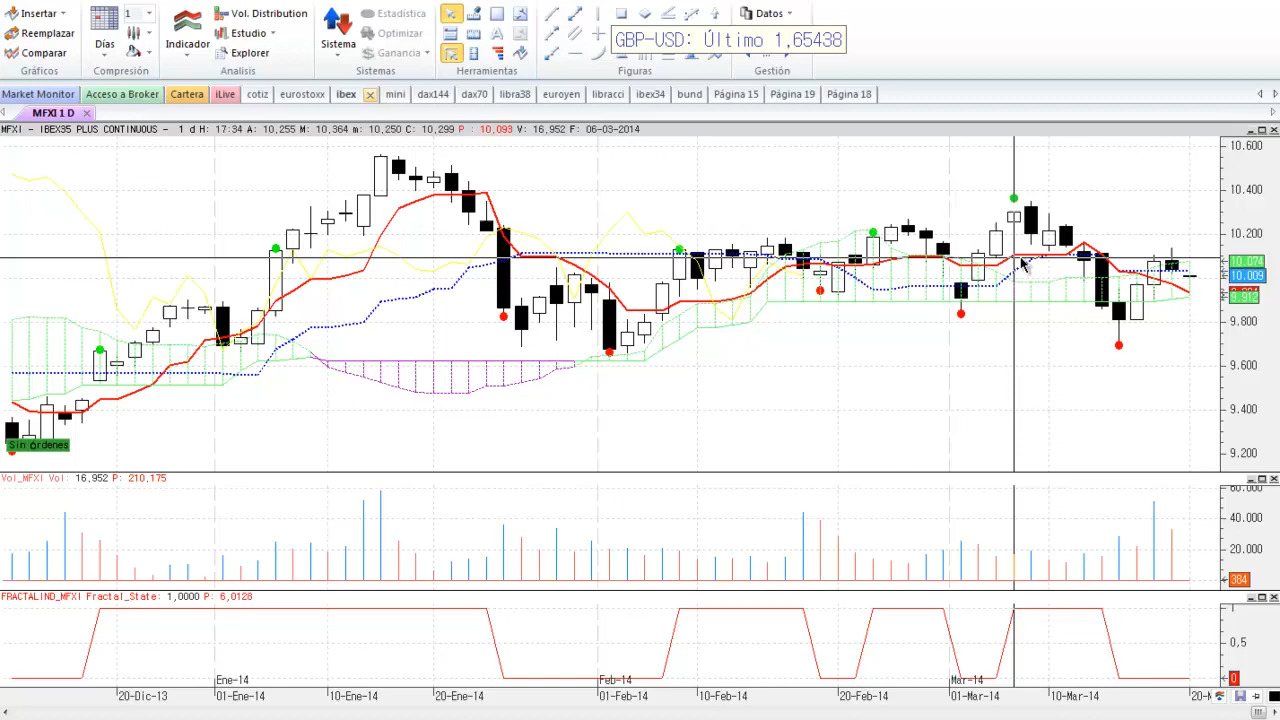 Insertar 1 Vol. Distribution Estadística Datos
Reemplazar Estudio Optimizar GBP-USD: Último 1,65438
Comparar Días Indicador Explorer Sistema Ganancia
Gráficos Compresión Analisis Sistemas Herramientas Figuras Gestión
Market Monitor Acceso a Broker Cartera iLive cotiz eurostoxx ibex mini dax144 dax70 libra38 euroyen libracci ibex34 bund Página 15 Página 19 Página 18
MFXI 1 D
MFXI - IBEX35 PLUS CONTINUOUS - 1 d H: 17:34 A: 10,255 M: 10,364 m: 10,250 C: 10,299 P : 10,093 V: 16,952 F: 06-03-2014
10.600
10.400
10.200
10.074
10.009
9.912
9.800
9.600
9.400
Sin órdenes
9.200
Vol_MFXI Vol: 16,952 P: 210,175
60.000
40.000
20.000
384
FRACTALIND_MFXI Fractal_State: 1,0000 P: 6,0128
1
0,5
0
Ene-14 Feb-14 Mar-14
20-Dic-13 01-Ene-14 10-Ene-14 20-Ene-14 01-Feb-14 10-Feb-14 20-Feb-14 01-Mar-14 10-Mar-14